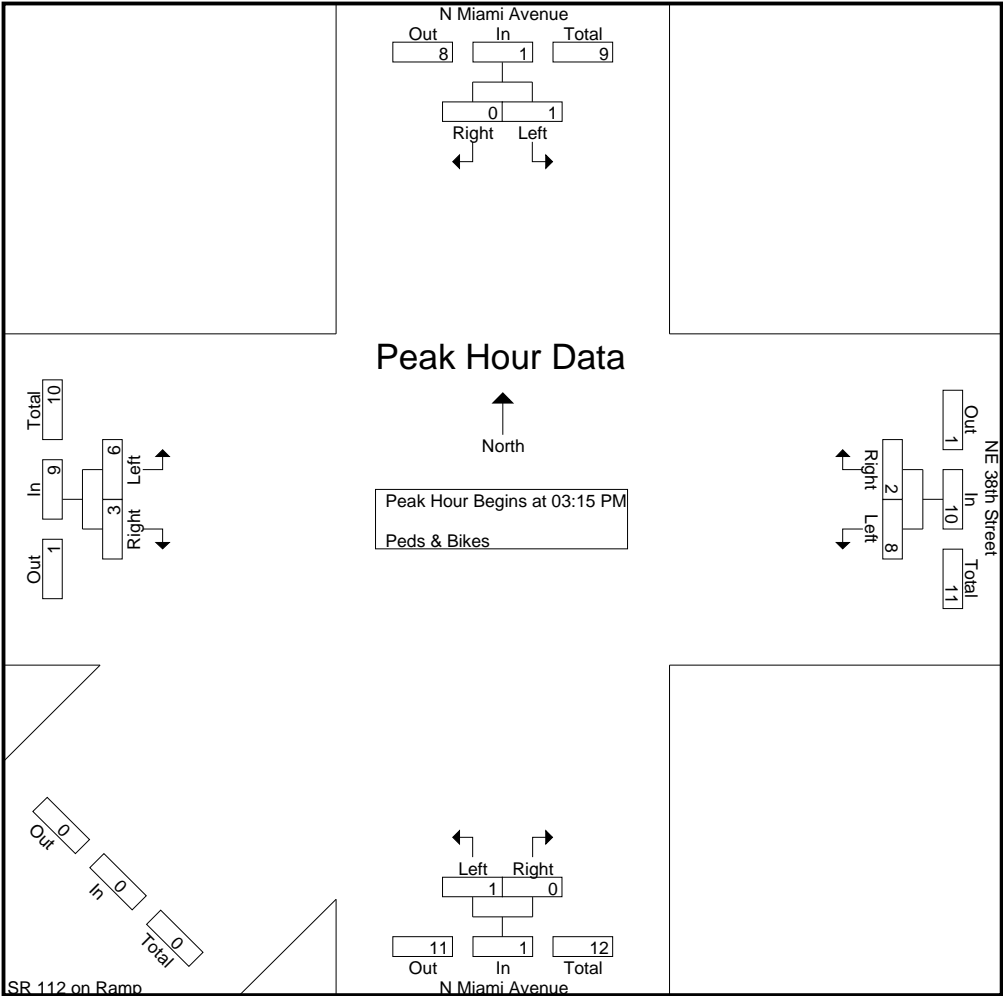 N Miami Avenue
Out In Total
8 1 9
0 1
Right Left
Peak Hour Data
North
Peak Hour Begins at 03:15 PM
Peds & Bikes
Total In Out
10 9 1
6 3
Left Right
NE 38th Street
Out In Total
1 10 11
Right Left
2 8
Out In Total
0 0 0
SR 112 on Ramp
Left Right
1 0
11 1 12
Out In Total
N Miami Avenue